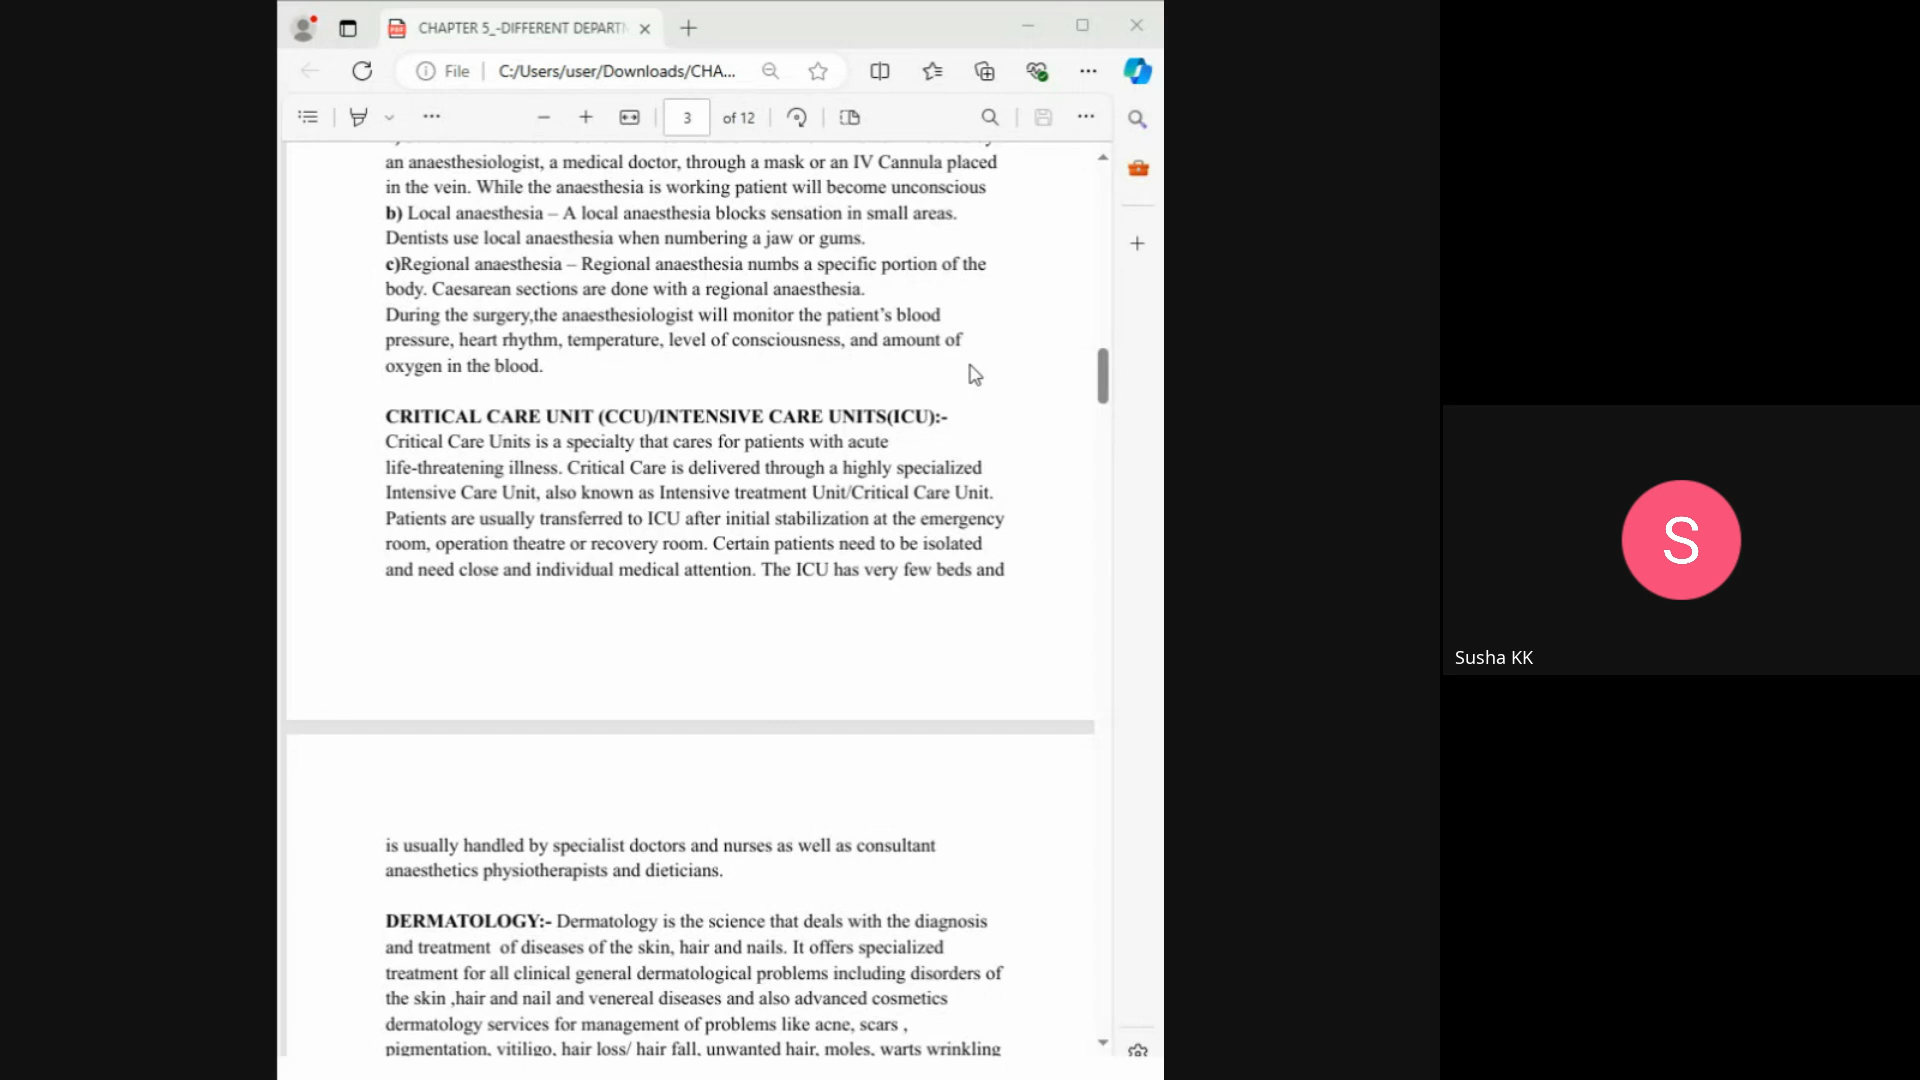 CHAPTER 5_-DIFFERENT DEPART
File
C:/Users/user/Downloads/CHA...
3
of 12
an anaesthesiologist, a medical doctor, through a mask or an IV Cannula placed
in the vein. While the anaesthesia is working patient will become unconscious
b) Local anaesthesia – A local anaesthesia blocks sensation in small areas.
Dentists use local anaesthesia when numbering a jaw or gums.
c)Regional anaesthesia – Regional anaesthesia numbs a specific portion of the
body. Caesarean sections are done with a regional anaesthesia.
During the surgery,the anaesthesiologist will monitor the patient's blood
pressure, heart rhythm, temperature, level of consciousness, and amount of
oxygen in the blood.
CRITICAL CARE UNIT (CCU)/INTENSIVE CARE UNITS(ICU):-
Critical Care Units is a specialty that cares for patients with acute
life-threatening illness. Critical Care is delivered through a highly specialized
Intensive Care Unit, also known as Intensive treatment Unit/Critical Care Unit.
Patients are usually transferred to ICU after initial stabilization at the emergency
room, operation theatre or recovery room. Certain patients need to be isolated
and need close and individual medical attention. The ICU has very few beds and
is usually handled by specialist doctors and nurses as well as consultant
anaesthetics physiotherapists and dieticians.
DERMATOLOGY:- Dermatology is the science that deals with the diagnosis
and treatment of diseases of the skin, hair and nails. It offers specialized
treatment for all clinical general dermatological problems including disorders of
the skin ,hair and nail and venereal diseases and also advanced cosmetics
dermatology services for management of problems like acne, scars ,
pigmentation, vitiligo, hair loss/ hair fall, unwanted hair, moles, warts wrinkling
S
Susha KK